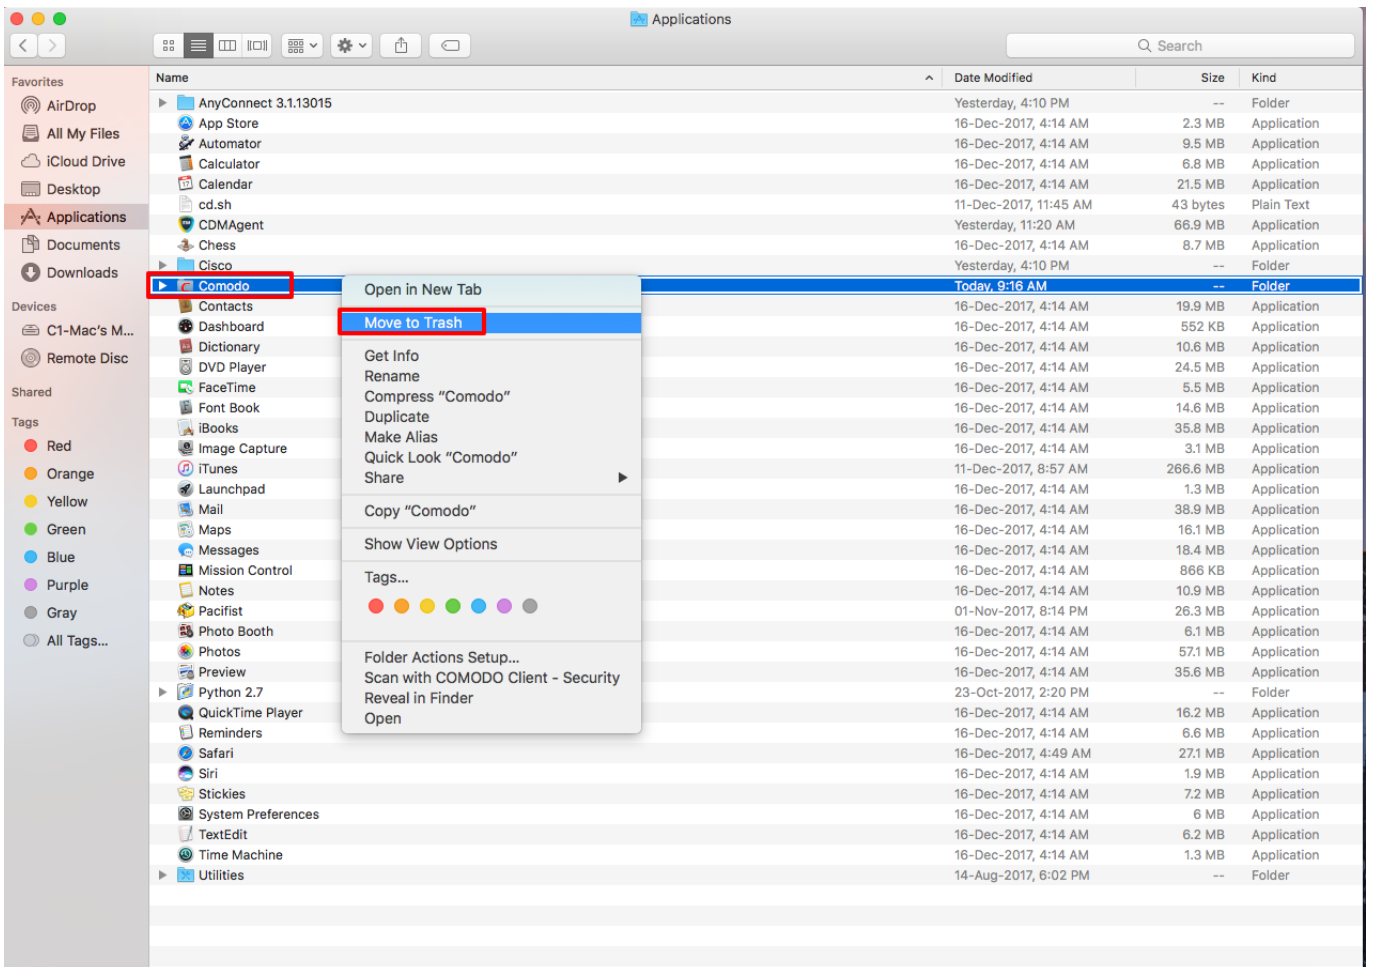 Applications
Search
Favorites
AirDrop
All My Files
iCloud Drive
Desktop
Applications
Documents
Downloads
Devices
C1-Mac's M...
Remote Disc
Shared
Tags
Red
Orange
Yellow
Green
Blue
Purple
Gray
All Tags...
Name Date Modified Size Kind
AnyConnect 3.1.13015 Yesterday, 4:10 PM -- Folder
App Store 16-Dec-2017, 4:14 AM 2.3 MB Application
Automator 16-Dec-2017, 4:14 AM 9.5 MB Application
Calculator 16-Dec-2017, 4:14 AM 6.8 MB Application
Calendar 16-Dec-2017, 4:14 AM 21.5 MB Application
cd.sh 11-Dec-2017, 11:45 AM 43 bytes Plain Text
CDMAgent Yesterday, 11:20 AM 66.9 MB Application
Chess 16-Dec-2017, 4:14 AM 8.7 MB Application
Cisco Yesterday, 4:10 PM -- Folder
Comodo Today, 9:16 AM -- Folder
Contacts 16-Dec-2017, 4:14 AM 19.9 MB Application
Dashboard 16-Dec-2017, 4:14 AM 552 KB Application
Dictionary 16-Dec-2017, 4:14 AM 10.6 MB Application
DVD Player 16-Dec-2017, 4:14 AM 24.5 MB Application
FaceTime 16-Dec-2017, 4:14 AM 5.5 MB Application
Font Book 16-Dec-2017, 4:14 AM 14.6 MB Application
iBooks 16-Dec-2017, 4:14 AM 35.8 MB Application
Image Capture 16-Dec-2017, 4:14 AM 3.1 MB Application
iTunes 11-Dec-2017, 8:57 AM 266.6 MB Application
Launchpad 16-Dec-2017, 4:14 AM 1.3 MB Application
Mail 16-Dec-2017, 4:14 AM 38.9 MB Application
Maps 16-Dec-2017, 4:14 AM 16.1 MB Application
Messages 16-Dec-2017, 4:14 AM 18.4 MB Application
Mission Control 16-Dec-2017, 4:14 AM 866 KB Application
Notes 16-Dec-2017, 4:14 AM 10.9 MB Application
Pacifist 01-Nov-2017, 8:14 PM 26.3 MB Application
Photo Booth 16-Dec-2017, 4:14 AM 6.1 MB Application
Photos 16-Dec-2017, 4:14 AM 57.1 MB Application
Preview 16-Dec-2017, 4:14 AM 35.6 MB Application
Python 2.7 23-Oct-2017, 2:20 PM -- Folder
QuickTime Player 16-Dec-2017, 4:14 AM 16.2 MB Application
Reminders 16-Dec-2017, 4:14 AM 6.6 MB Application
Safari 16-Dec-2017, 4:49 AM 27.1 MB Application
Siri 16-Dec-2017, 4:14 AM 1.9 MB Application
Stickies 16-Dec-2017, 4:14 AM 7.2 MB Application
System Preferences 16-Dec-2017, 4:14 AM 6 MB Application
TextEdit 16-Dec-2017, 4:14 AM 6.2 MB Application
Time Machine 16-Dec-2017, 4:14 AM 1.3 MB Application
Utilities 14-Aug-2017, 6:02 PM -- Folder
Open in New Tab
Move to Trash
Get Info
Rename
Compress “Comodo”
Duplicate
Make Alias
Quick Look “Comodo”
Share
Copy “Comodo”
Show View Options
Tags...
Folder Actions Setup...
Scan with COMODO Client - Security
Reveal in Finder
Open